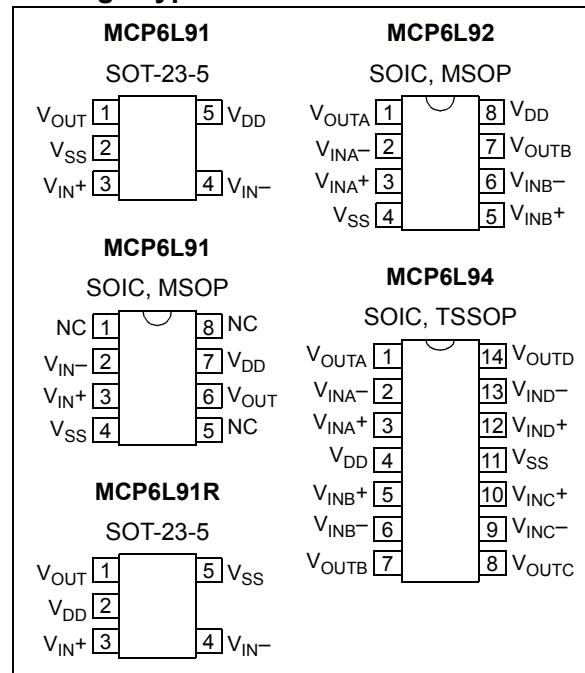 MCP6L91
SOT-23-5
VOUT 1 5 VDD
VSS 2
VIN+ 3 4 VIN–
MCP6L91
SOIC, MSOP
NC 1 8 NC
VIN– 2 7 VDD
VIN+ 3 6 VOUT
VSS 4 5 NC
MCP6L91R
SOT-23-5
VOUT 1 5 VSS
VDD 2
VIN+ 3 4 VIN–
MCP6L92
SOIC, MSOP
VOUTA 1 8 VDD
VINA– 2 7 VOUTB
VINA+ 3 6 VINB–
VSS 4 5 VINB+
MCP6L94
SOIC, TSSOP
VOUTA 1 14 VOUTD
VINA– 2 13 VIND–
VINA+ 3 12 VIND+
VDD 4 11 VSS
VINB+ 5 10 VINC+
VINB– 6 9 VINC–
VOUTB 7 8 VOUTC